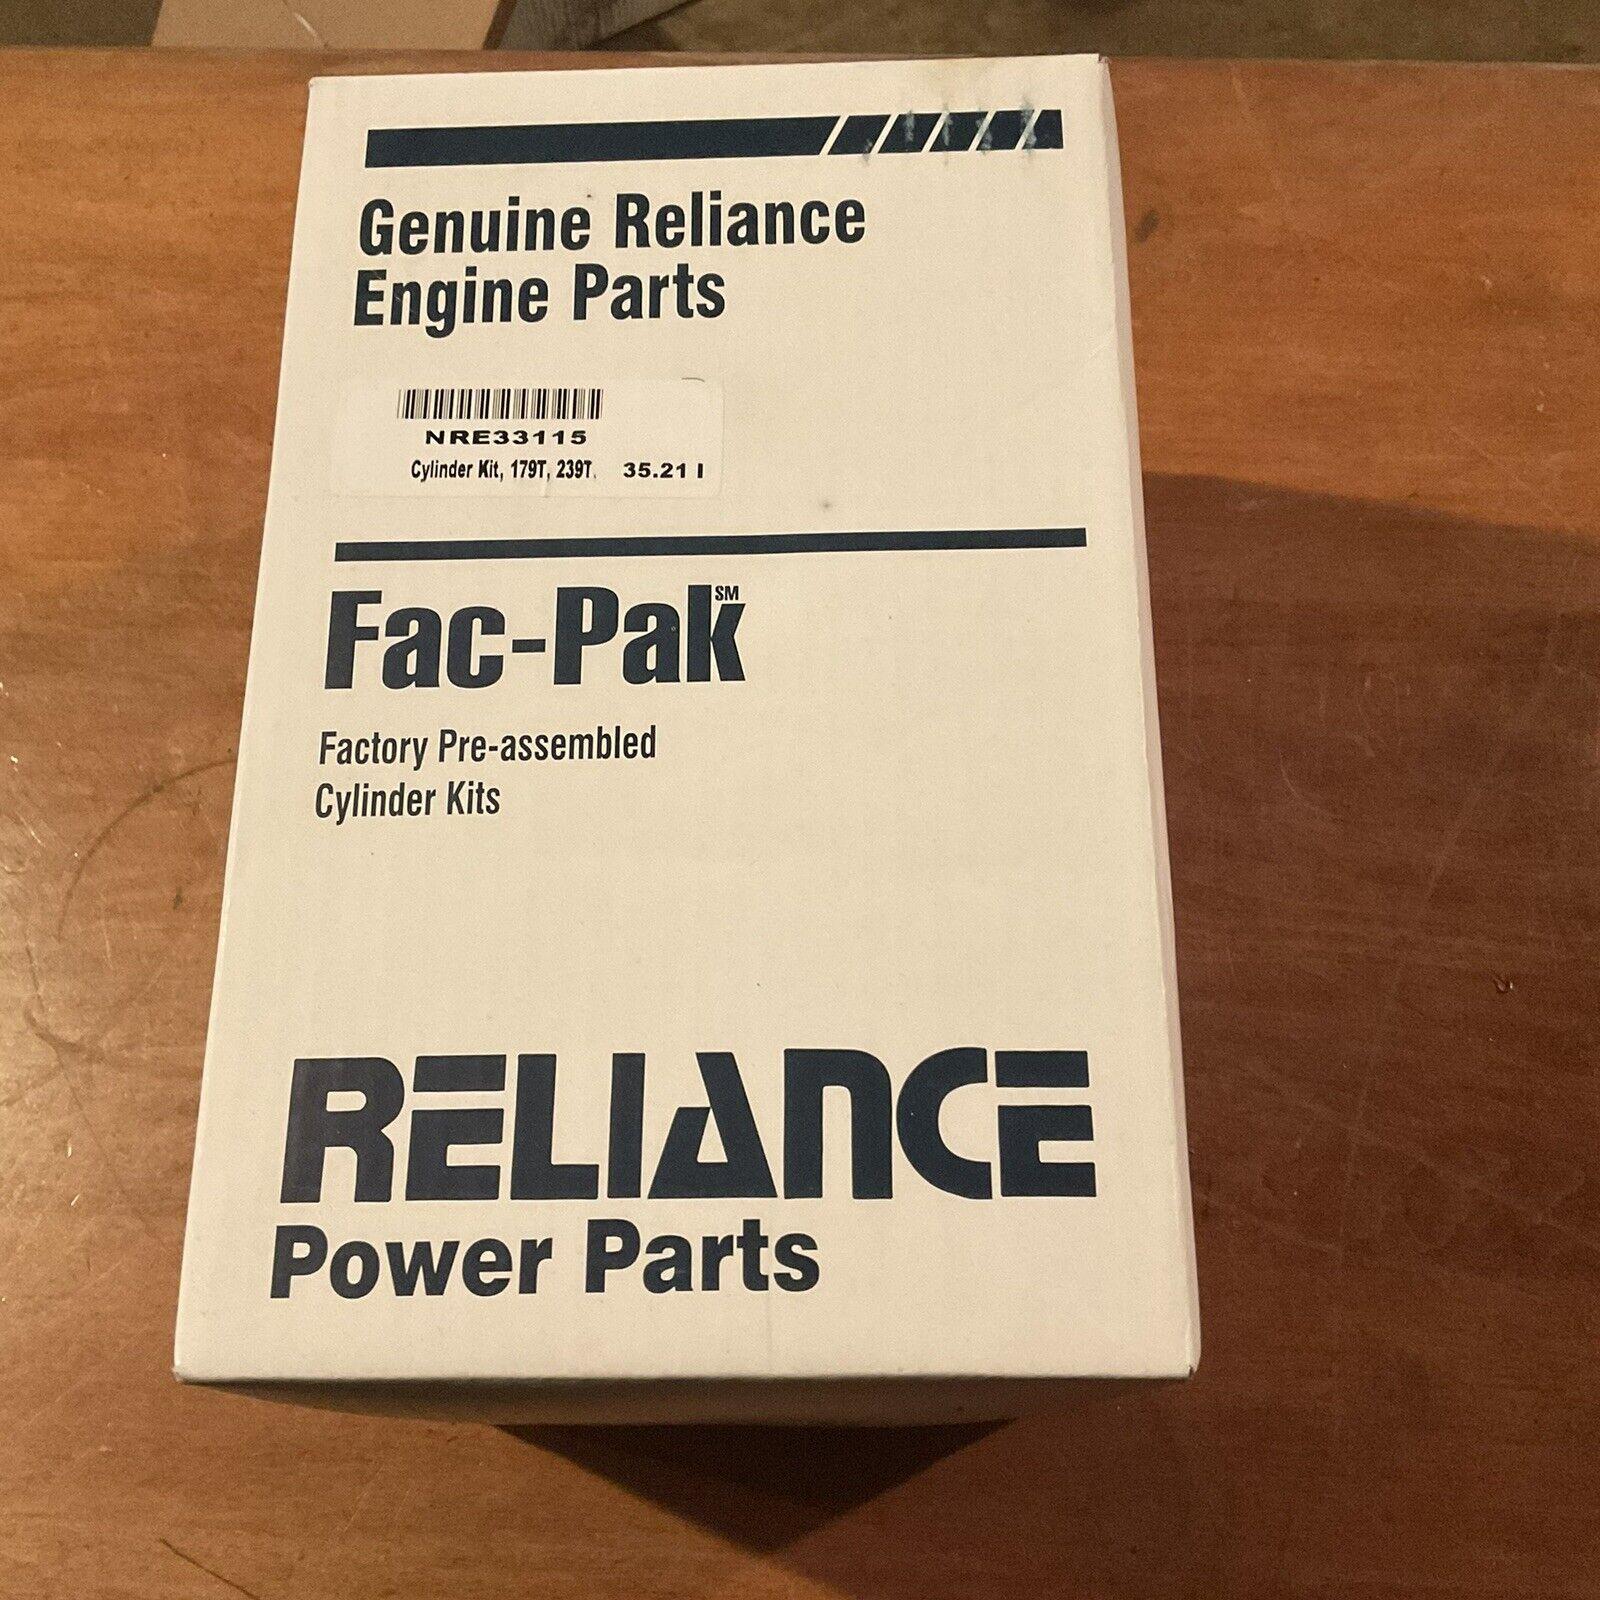 Genuine Reliance
Engine Parts
NRE33115
Cylinder Kit, 179T, 239T, 35.21 I
Fac-Pak SM
Factory Pre-assembled
Cylinder Kits
RELIANCE
Power Parts